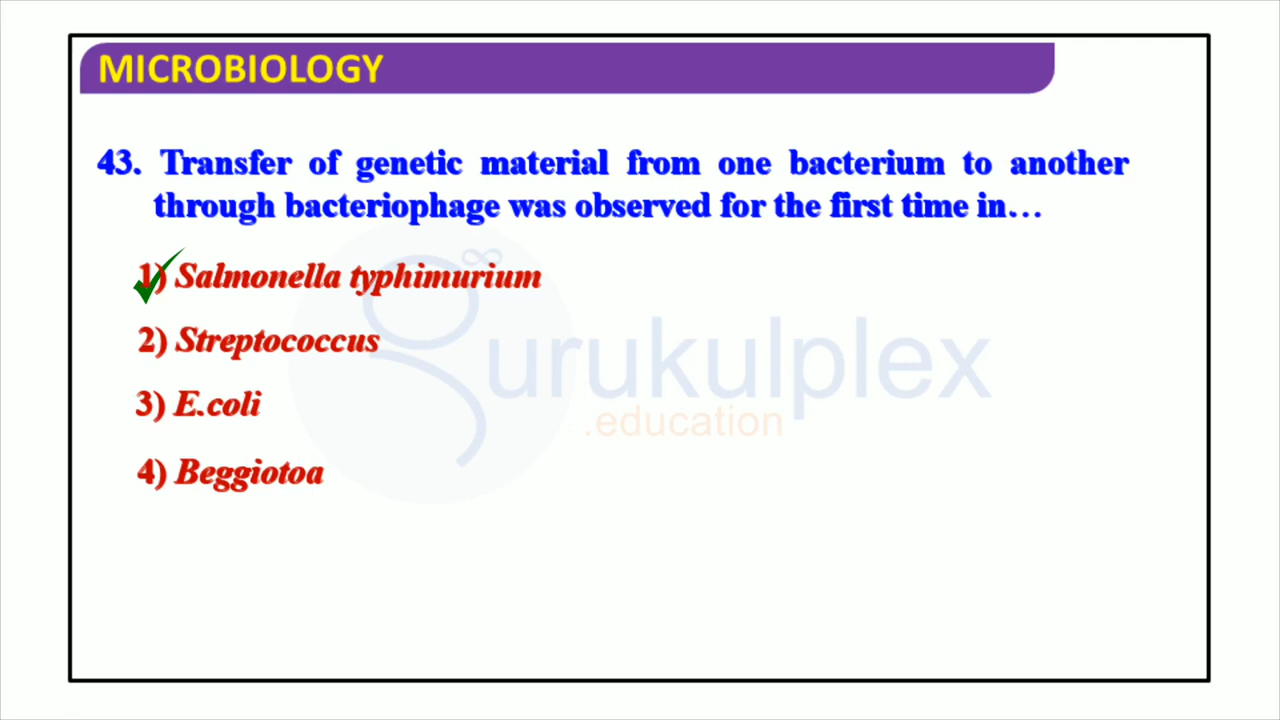 MICROBIOLOGY
43. Transfer of genetic material from one bacterium to another
through bacteriophage was observed for the first time in...
1) Salmonella typhimurium
2) Streptococcus
3) E.coli
4) Beggiotoa
urukulplex
.education